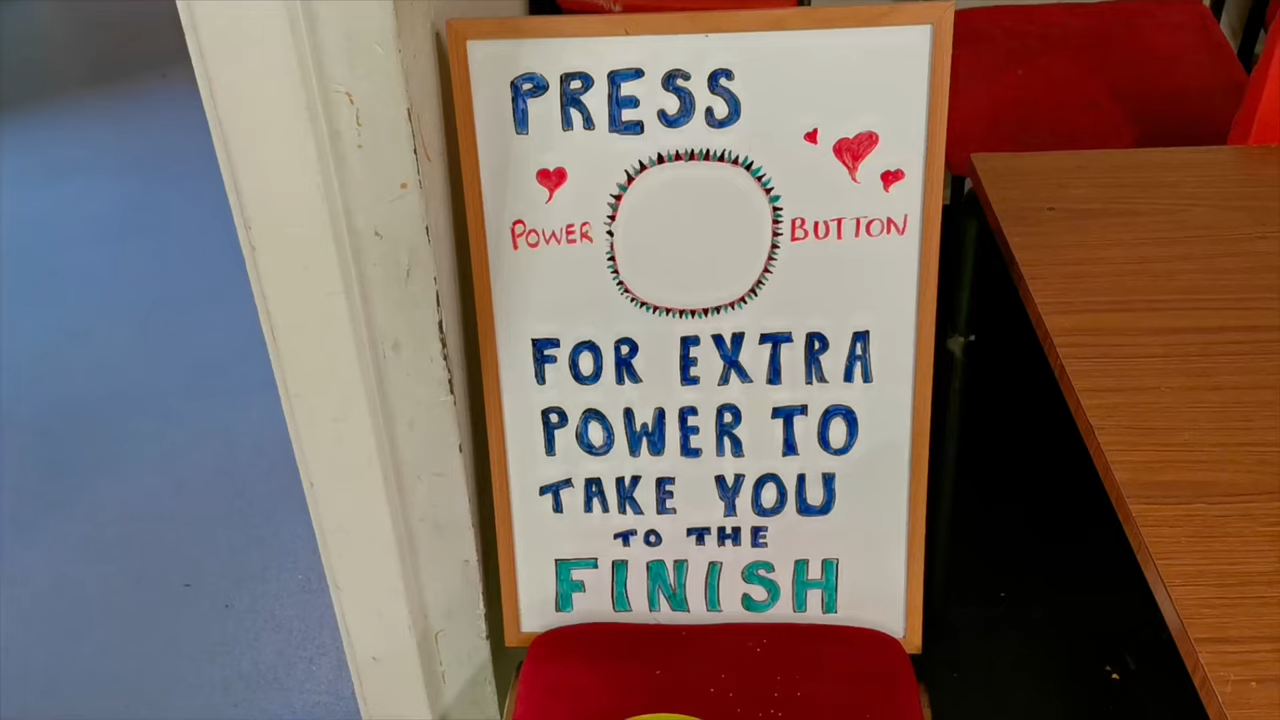 PRESS
POWER BUTTON
FOR EXTRA
POWER TO
TAKE YOU
TO THE
FINISH